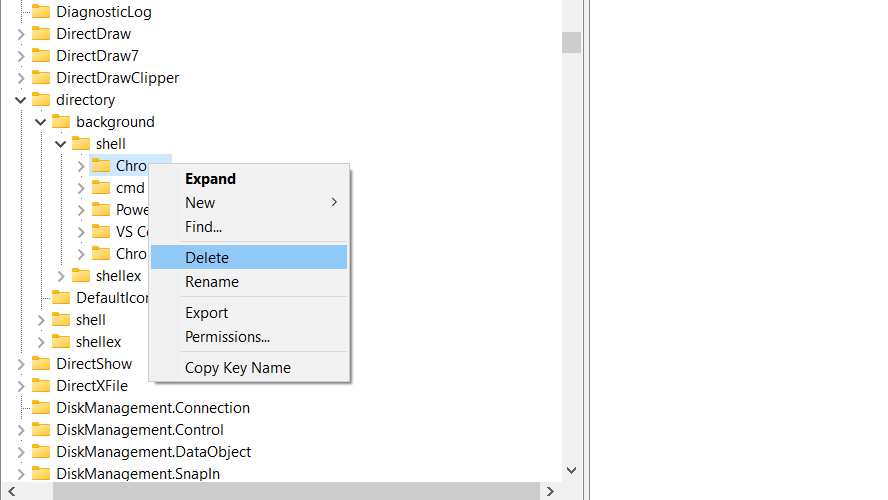 DiagnosticLog
DirectDraw
DirectDraw7
DirectDrawClipper
directory
background
shell
Chro
cmd
Powe
VS Co
Chro
shellex
DefaultIcon
shell
shellex
DirectShow
DirectXFile
DiskManagement.Connection
DiskManagement.Control
DiskManagement.DataObject
DiskManagement.SnapIn
Expand
New
Find...
Delete
Rename
Export
Permissions...
Copy Key Name